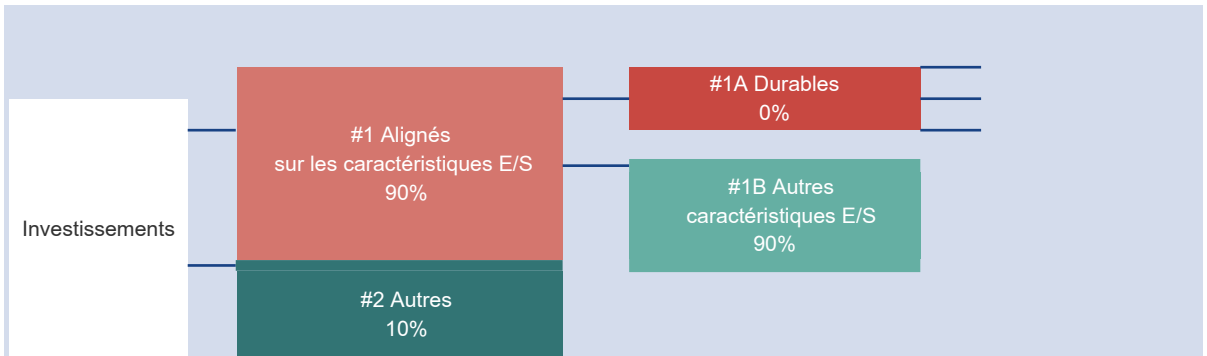 Investissements
#1 Alignés
sur les caractéristiques E/S
90%
#2 Autres
10%
#1A Durables
0%
#1B Autres
caractéristiques E/S
90%